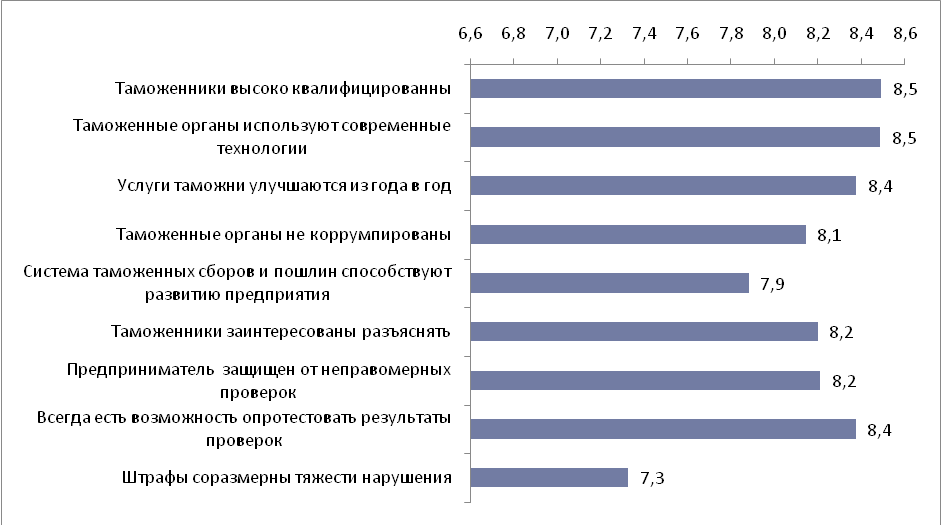 6,6 6,8 7,0 7,2 7,4 7,6 7,8 8,0 8,2 8,4 8,6
Таможенники высоко квалифицированны
8,5
Таможенные органы используют современные
технологии
8,5
Услуги таможни улучшаются из года в год
8,4
Таможенные органы не коррумпированы
8,1
Система таможенных сборов и пошлин способствуют
развитию предприятия
7,9
Таможенники заинтересованы разъяснять
8,2
Предприниматель защищен от неправомерных
проверок
8,2
Всегда есть возможность опротестовать результаты
проверок
8,4
Штрафы соразмерны тяжести нарушения
7,3